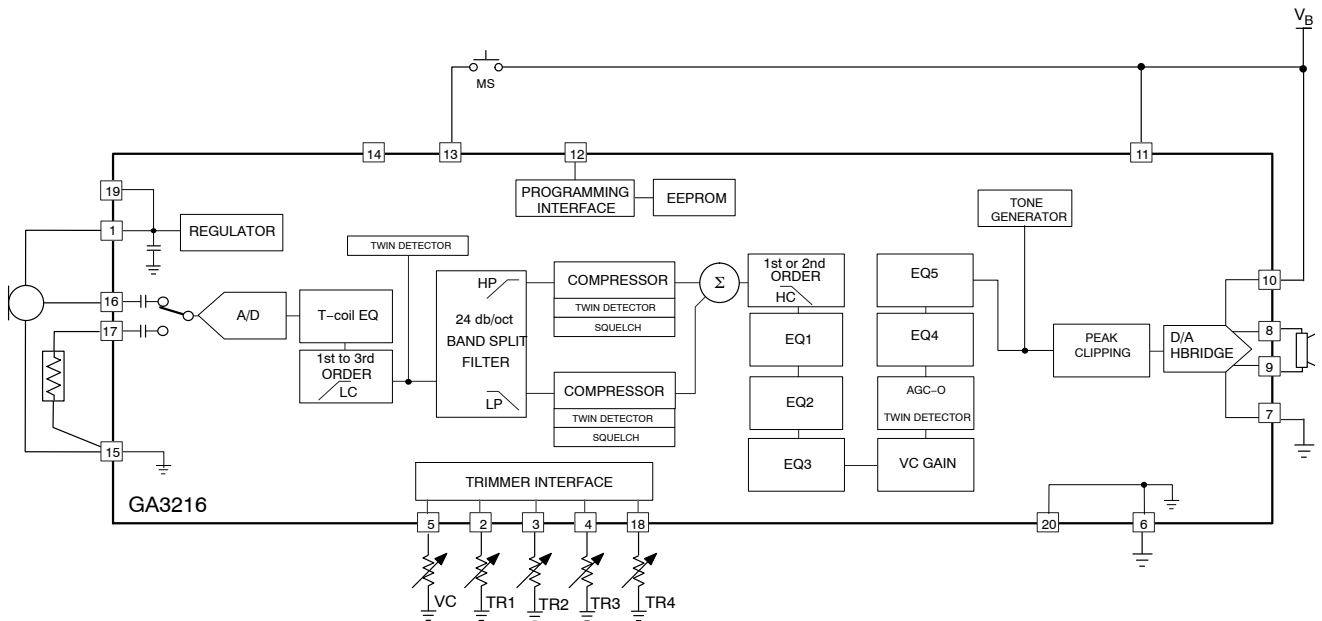 VB
MS
14
13
12
11
19
PROGRAMMING
INTERFACE
EEPROM
TONE
GENERATOR
1
REGULATOR
TWIN DETECTOR
HP
24 db/oct
BAND SPLIT
FILTER
LP
COMPRESSOR
TWIN DETECTOR
SQUELCH
Σ
1st or 2nd
ORDER
HC
EQ5
10
16
A/D
T−coil EQ
17
1st to 3rd
ORDER
LC
EQ1
EQ4
PEAK
CLIPPING
D/A
HBRIDGE
8
9
COMPRESSOR
TWIN DETECTOR
SQUELCH
EQ2
AGC−O
TWIN DETECTOR
7
15
EQ3
VC GAIN
TRIMMER INTERFACE
GA3216
5
2
3
4
18
20
6
VC
TR1
TR2
TR3
TR4